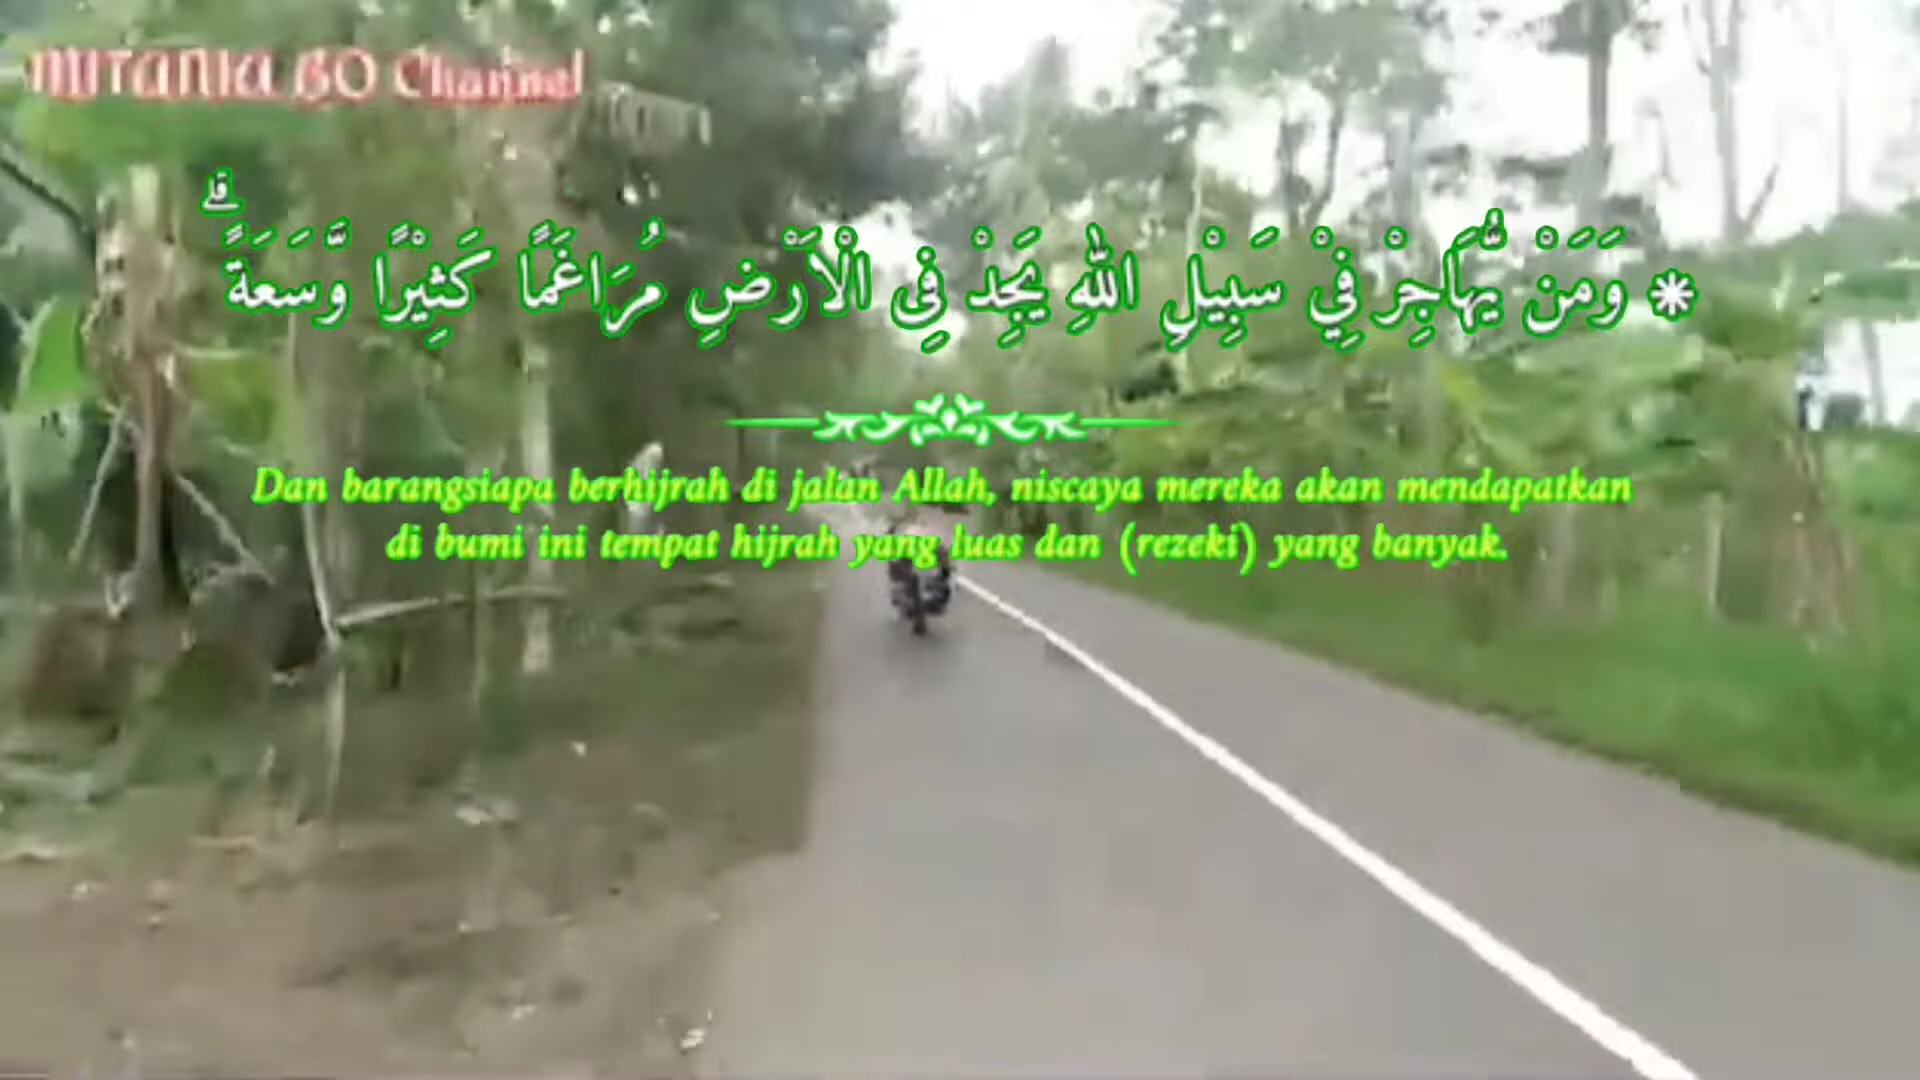 MITANIA BO Channel
۞ وَمَنْ يُّهَاجِرْ فِيْ سَبِيْلِ اللّٰهِ يَجِدْ فِى الْاَرْضِ مُرَاغَمًا كَثِيْرًا وَّسَعَةً ۗ
Dan barangsiapa berhijrah di jalan Allah, niscaya mereka akan mendapatkan
di bumi ini tempat hijrah yang luas dan (rezeki) yang banyak.